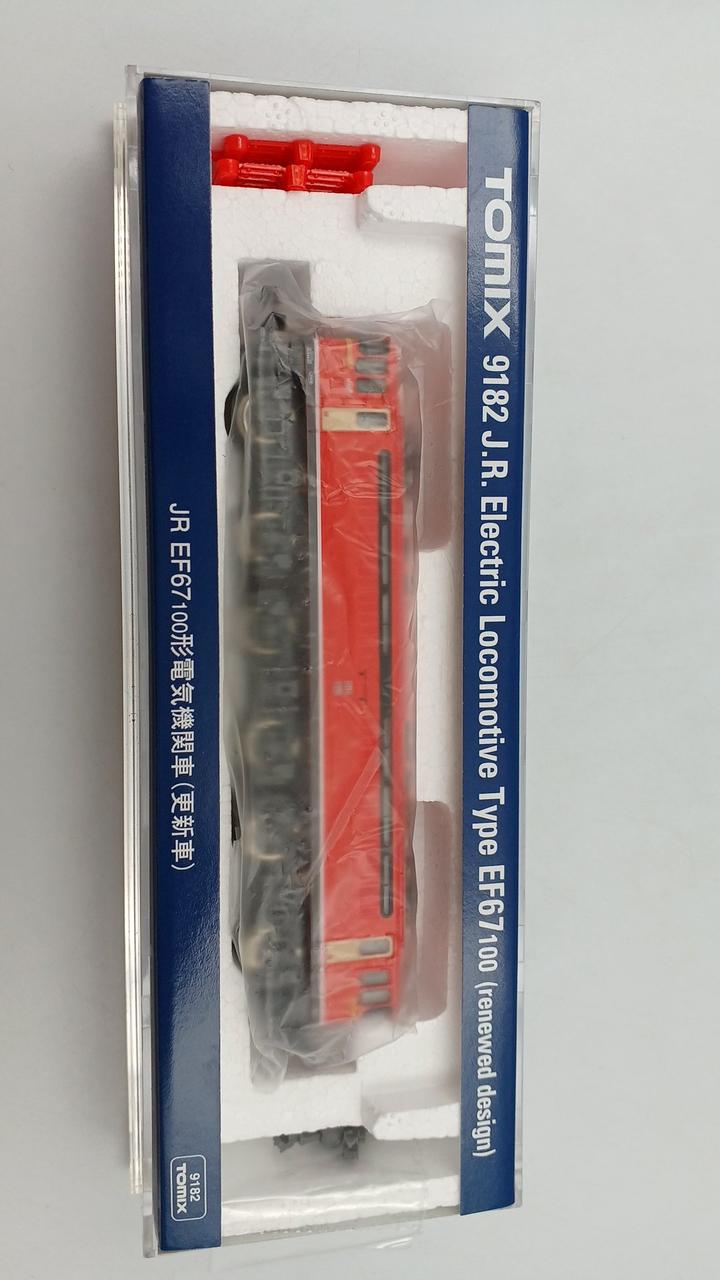 TOMIX 9182 J.R. Electric Locomotive Type EF67100 (renewed design)
JR EF67100形電気機関車(更新車)
9182
TOMIX